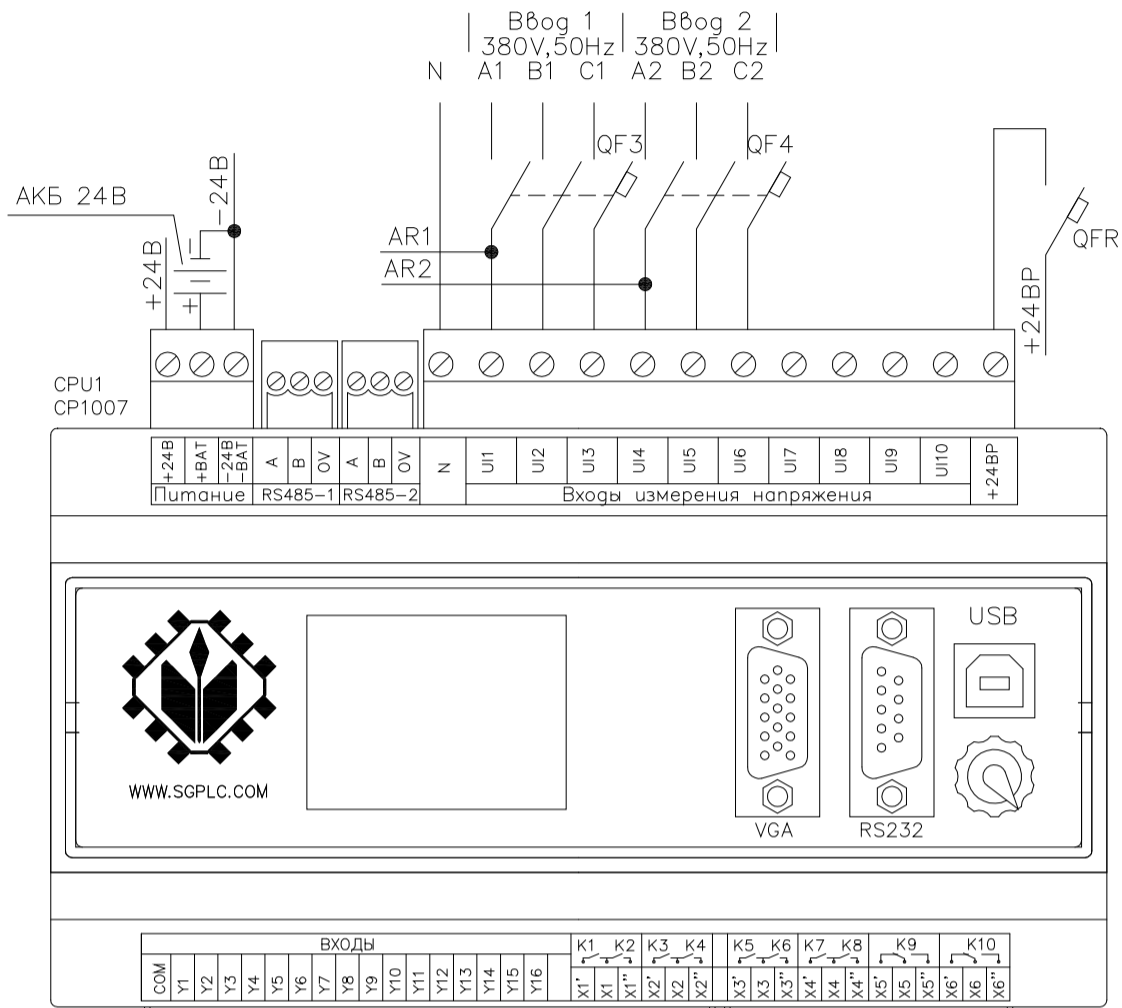 Ввод 1 Ввод 2
380V,50Hz 380V,50Hz
N A1 B1 C1 A2 B2 C2
QF3 QF4
АКБ 24В
-24В
+24В
- +
AR1
AR2
QFR
+24ВР
CPU1
CP1007
+24В +BAT -24В -BAT A B 0V A B 0V N UI1 UI2 UI3 UI4 UI5 UI6 UI7 UI8 UI9 UI10 +24ВР
Питание RS485-1 RS485-2 Входы измерения напряжения
USB
WWW.SGPLC.COM
VGA RS232
ВХОДЫ K1 K2 K3 K4 K5 K6 K7 K8 K9 K10
COM Y1 Y2 Y3 Y4 Y5 Y6 Y7 Y8 Y9 Y10 Y11 Y12 Y13 Y14 Y15 Y16 X1' X1 X1'' X2' X2 X2'' X3' X3 X3'' X4' X4 X4'' X5' X5 X5'' X6' X6 X6''